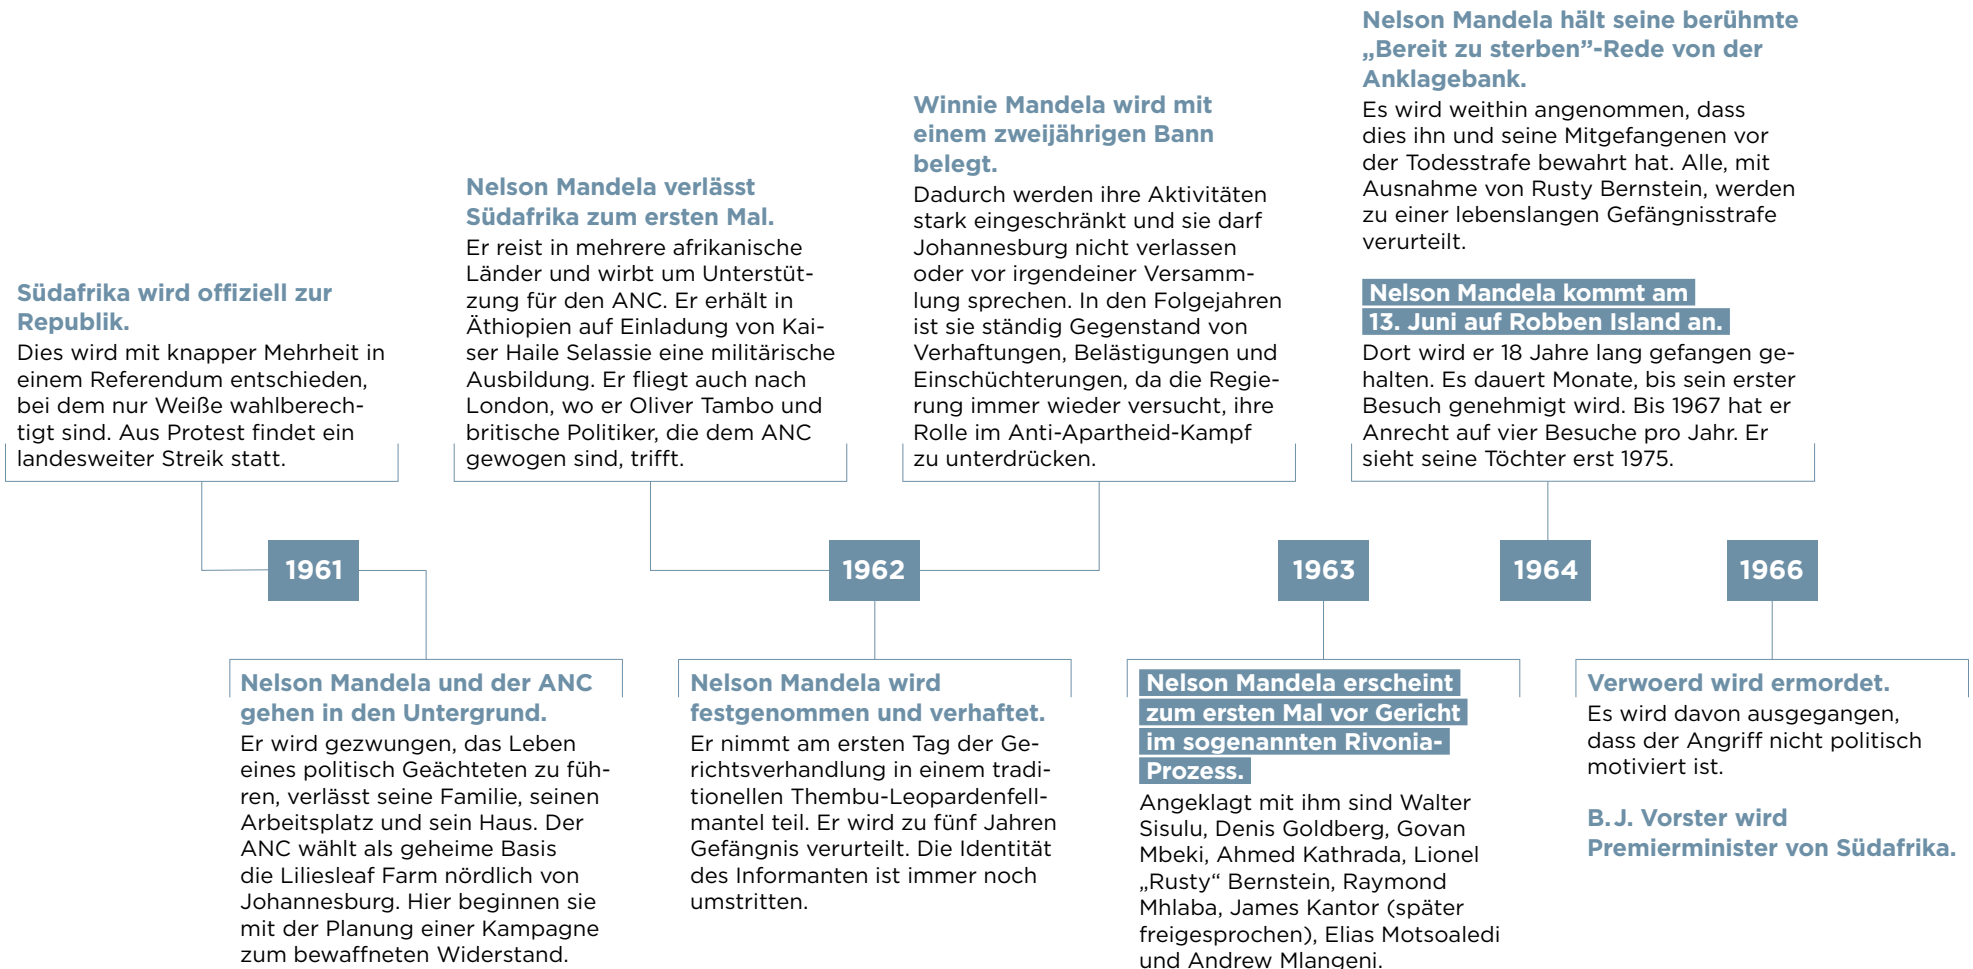 Südafrika wird offiziell zur
Republik.
Dies wird mit knapper Mehrheit in
einem Referendum entschieden,
bei dem nur Weiße wahlberech-
tigt sind. Aus Protest findet ein
landesweiter Streik statt.
1961
Nelson Mandela und der ANC
gehen in den Untergrund.
Er wird gezwungen, das Leben
eines politisch Geächteten zu füh-
ren, verlässt seine Familie, seinen
Arbeitsplatz und sein Haus. Der
ANC wählt als geheime Basis
die Liliesleaf Farm nördlich von
Johannesburg. Hier beginnen sie
mit der Planung einer Kampagne
zum bewaffneten Widerstand.
Nelson Mandela verlässt
Südafrika zum ersten Mal.
Er reist in mehrere afrikanische
Länder und wirbt um Unterstüt-
zung für den ANC. Er erhält in
Äthiopien auf Einladung von Kai-
ser Haile Selassie eine militärische
Ausbildung. Er fliegt auch nach
London, wo er Oliver Tambo und
britische Politiker, die dem ANC
gewogen sind, trifft.
Winnie Mandela wird mit
einem zweijährigen Bann
belegt.
Dadurch werden ihre Aktivitäten
stark eingeschränkt und sie darf
Johannesburg nicht verlassen
oder vor irgendeiner Versamm-
lung sprechen. In den Folgejahren
ist sie ständig Gegenstand von
Verhaftungen, Belästigungen und
Einschüchterungen, da die Regie-
rung immer wieder versucht, ihre
Rolle im Anti-Apartheid-Kampf
zu unterdrücken.
1962
Nelson Mandela wird
festgenommen und verhaftet.
Er nimmt am ersten Tag der Ge-
richtsverhandlung in einem tradi-
tionellen Thembu-Leopardenfell-
mantel teil. Er wird zu fünf Jahren
Gefängnis verurteilt. Die Identität
des Informanten ist immer noch
umstritten.
1963
Nelson Mandela erscheint
zum ersten Mal vor Gericht
im sogenannten Rivonia-
Prozess.
Angeklagt mit ihm sind Walter
Sisulu, Denis Goldberg, Govan
Mbeki, Ahmed Kathrada, Lionel
„Rusty“ Bernstein, Raymond
Mhlaba, James Kantor (später
freigesprochen), Elias Motsoaledi
und Andrew Mlangeni.
Nelson Mandela hält seine berühmte
„Bereit zu sterben”-Rede von der
Anklagebank.
Es wird weithin angenommen, dass
dies ihn und seine Mitgefangenen vor
der Todesstrafe bewahrt hat. Alle, mit
Ausnahme von Rusty Bernstein, werden
zu einer lebenslangen Gefängnisstrafe
verurteilt.
Nelson Mandela kommt am
13. Juni auf Robben Island an.
Dort wird er 18 Jahre lang gefangen ge-
halten. Es dauert Monate, bis sein erster
Besuch genehmigt wird. Bis 1967 hat er
Anrecht auf vier Besuche pro Jahr. Er
sieht seine Töchter erst 1975.
1964
1966
Verwoerd wird ermordet.
Es wird davon ausgegangen,
dass der Angriff nicht politisch
motiviert ist.
B.J. Vorster wird
Premierminister von Südafrika.